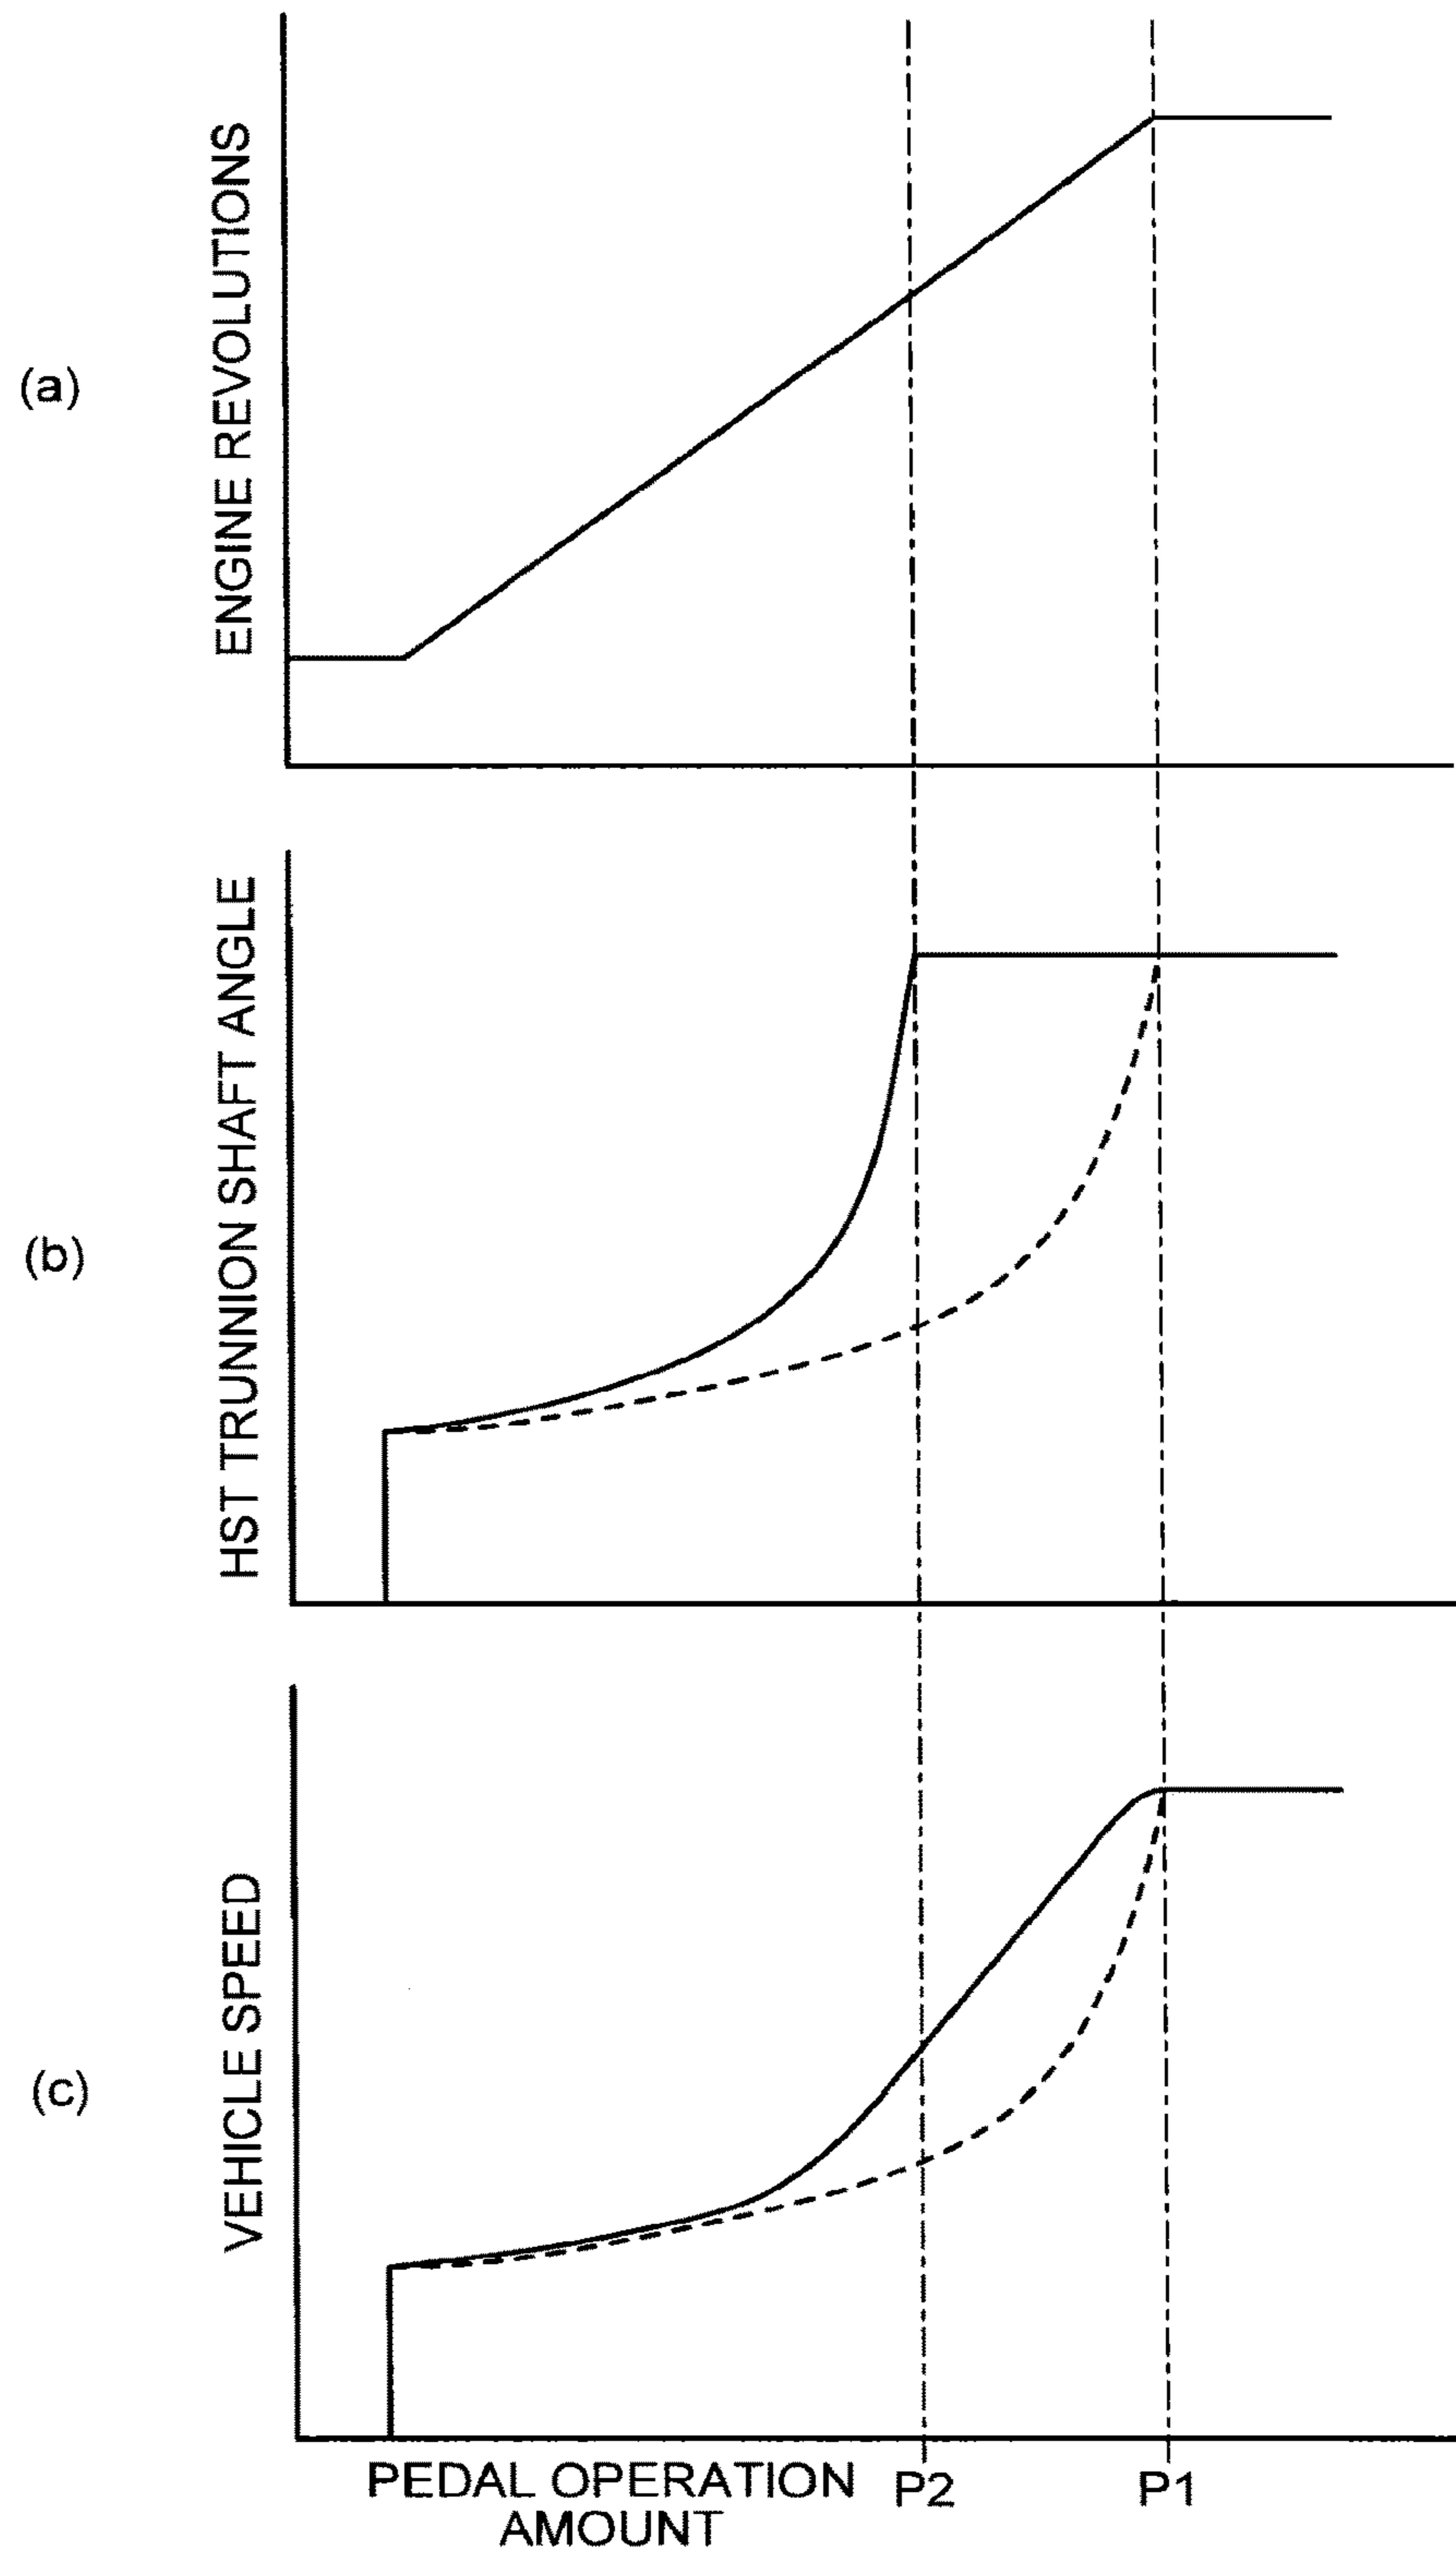 (a)
ENGINE REVOLUTIONS
(b)
HST TRUNNION SHAFT ANGLE
(c)
VEHICLE SPEED
PEDAL OPERATION
AMOUNT
P2
P1